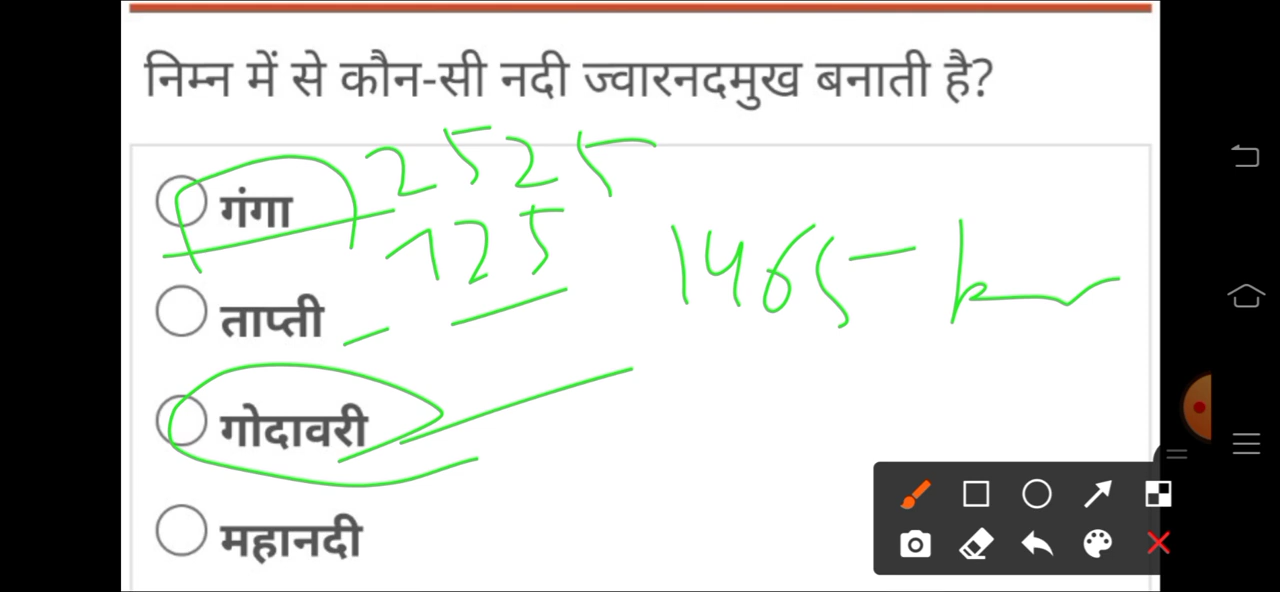 निम्न में से कौन-सी नदी ज्वारनदमुख बनाती है?
गंगा 2525
725
1465 - km
ताप्ती
गोदावरी
महानदी